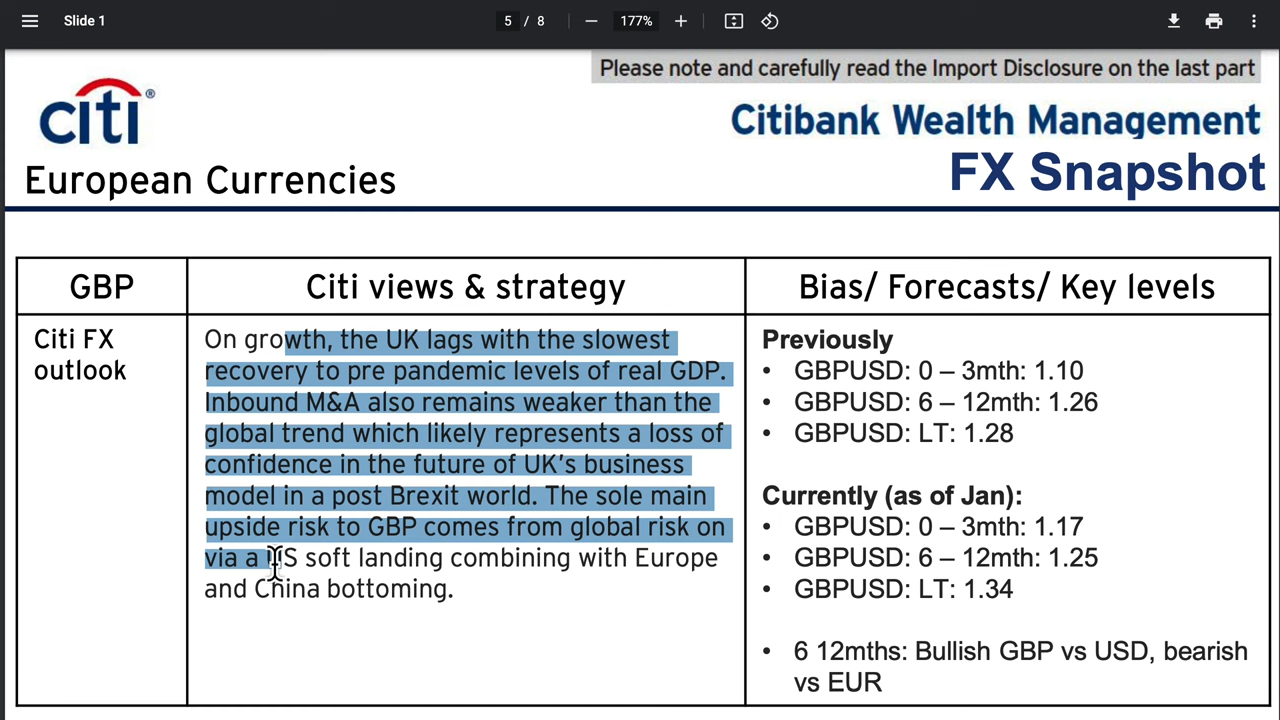 Slide 1
5 / 8
177%
Please note and carefully read the Import Disclosure on the last part
citi®
Citibank Wealth Management
FX Snapshot
European Currencies
GBP
Citi views & strategy
Bias/ Forecasts/ Key levels
Citi FX
outlook
On growth, the UK lags with the slowest
recovery to pre pandemic levels of real GDP.
Inbound M&A also remains weaker than the
global trend which likely represents a loss of
confidence in the future of UK's business
model in a post Brexit world. The sole main
upside risk to GBP comes from global risk on
via a US soft landing combining with Europe
and China bottoming.
Previously
• GBPUSD: 0 – 3mth: 1.10
• GBPUSD: 6 – 12mth: 1.26
• GBPUSD: LT: 1.28
Currently (as of Jan):
• GBPUSD: 0 – 3mth: 1.17
• GBPUSD: 6 – 12mth: 1.25
• GBPUSD: LT: 1.34
• 6 12mths: Bullish GBP vs USD, bearish
vs EUR